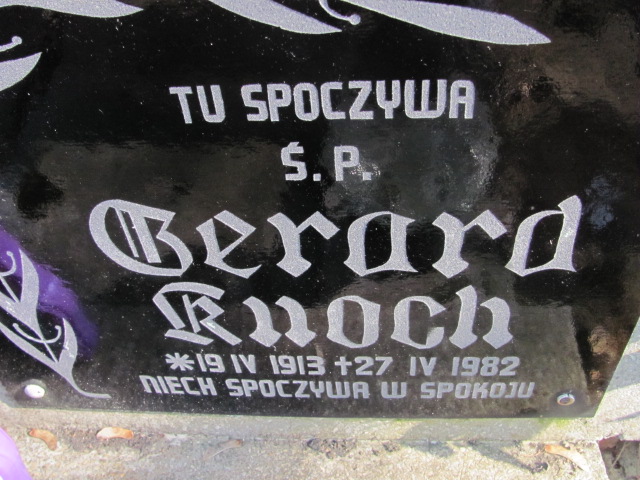 TU SPOCZYWA
Ś. P.
Gerard
Knoch
*19 IV 1913 +27 IV 1982
NIECH SPOCZYWA W SPOKOJU